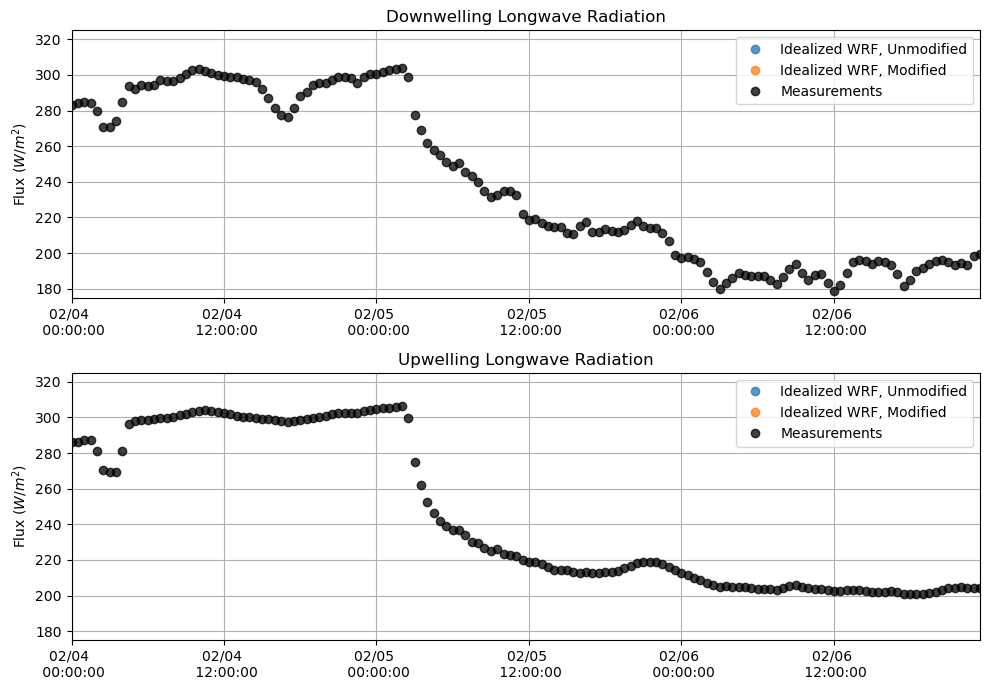 Downwelling Longwave Radiation
Flux (W/m²)
320
300
280
260
240
220
200
180
Idealized WRF, Unmodified
Idealized WRF, Modified
Measurements
02/04 02/04 02/05 02/05 02/06 02/06
00:00:00 12:00:00 00:00:00 12:00:00 00:00:00 12:00:00
Upwelling Longwave Radiation
Flux (W/m²)
320
300
280
260
240
220
200
180
Idealized WRF, Unmodified
Idealized WRF, Modified
Measurements
02/04 02/04 02/05 02/05 02/06 02/06
00:00:00 12:00:00 00:00:00 12:00:00 00:00:00 12:00:00